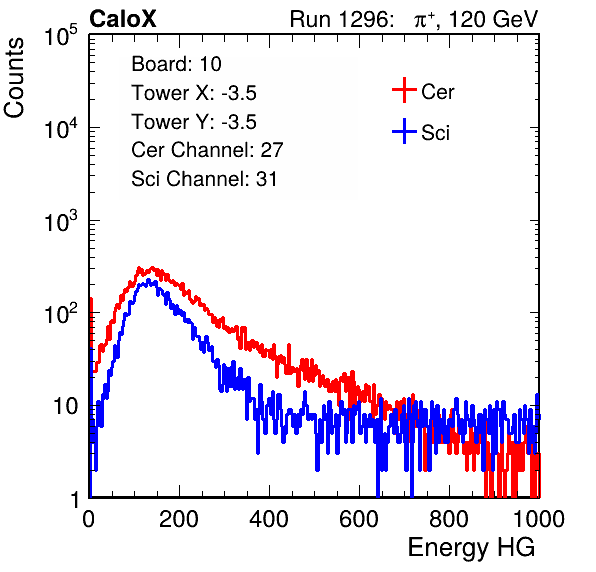 CaloX Run 1296: π⁺, 120 GeV
Counts
Board: 10
Tower X: -3.5
Tower Y: -3.5
Cer Channel: 27
Sci Channel: 31
Cer
Sci
10⁵
10⁴
10³
10²
10
1
0 200 400 600 800 1000
Energy HG